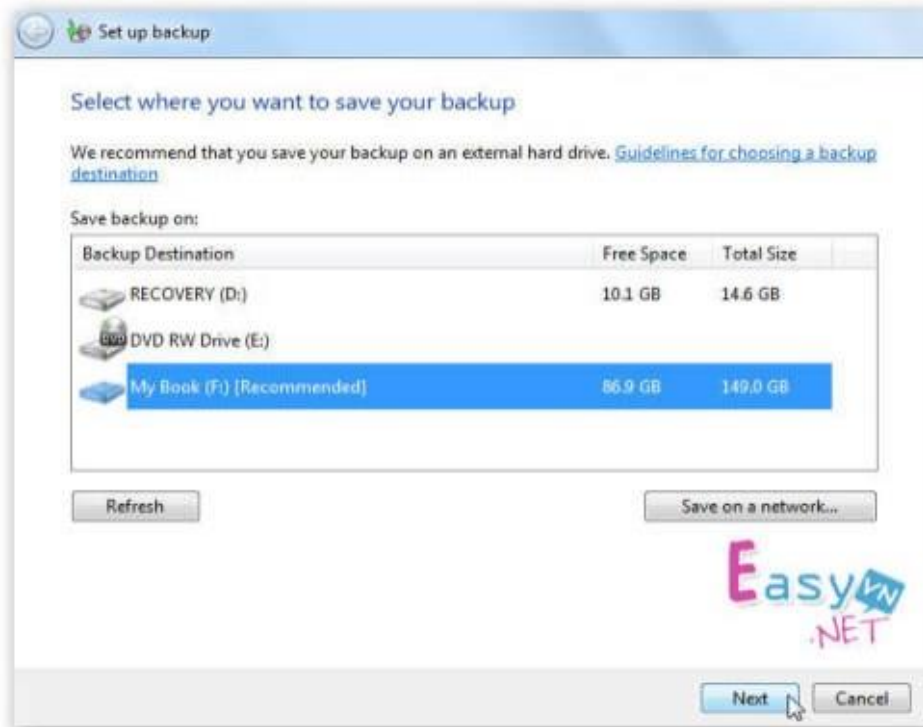 Set up backup
Select where you want to save your backup
We recommend that you save your backup on an external hard drive. Guidelines for choosing a backup
destination
Save backup on:
Backup Destination Free Space Total Size
RECOVERY (D:) 10.1 GB 14.6 GB
DVD
DVD RW Drive (E:)
My Book (F:) [Recommended] 86.9 GB 149.0 GB
Refresh Save on a network...
Easy VN
.NET
Next Cancel